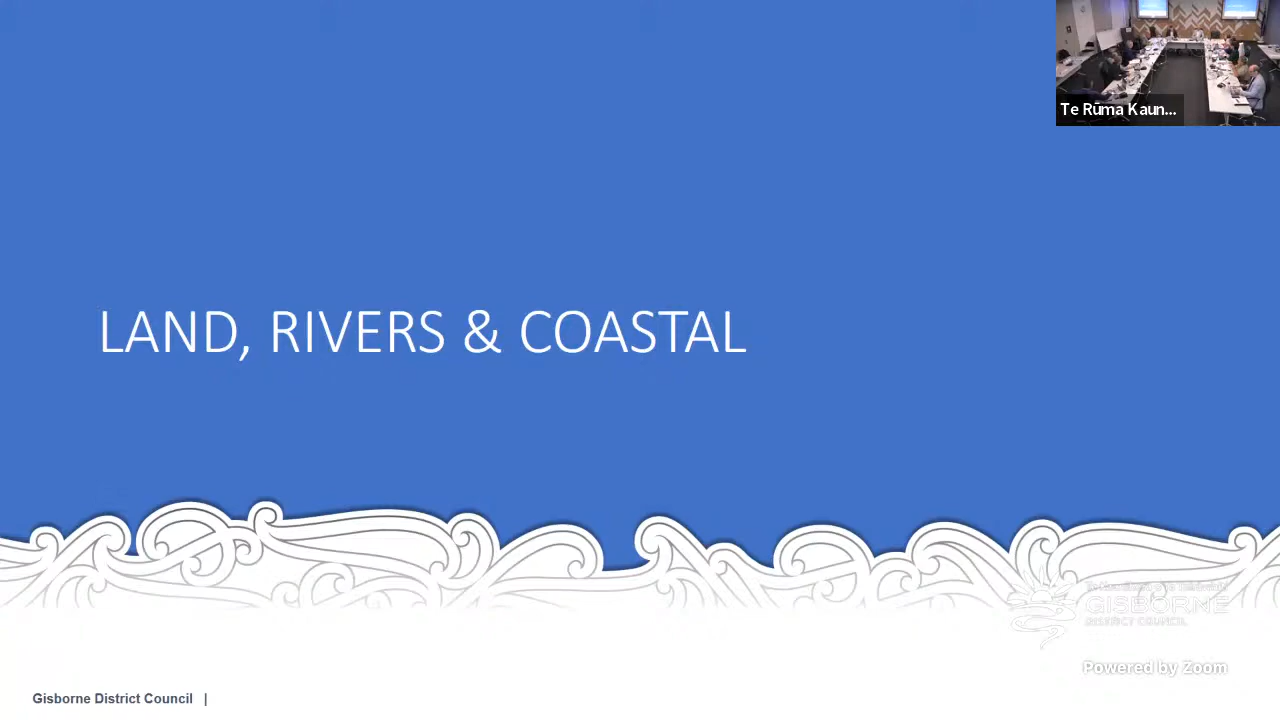 Te Rūma Kaun...
LAND, RIVERS & COASTAL
GISBORNE
DISTRICT COUNCIL
Powered by Zoom
Gisborne District Council |